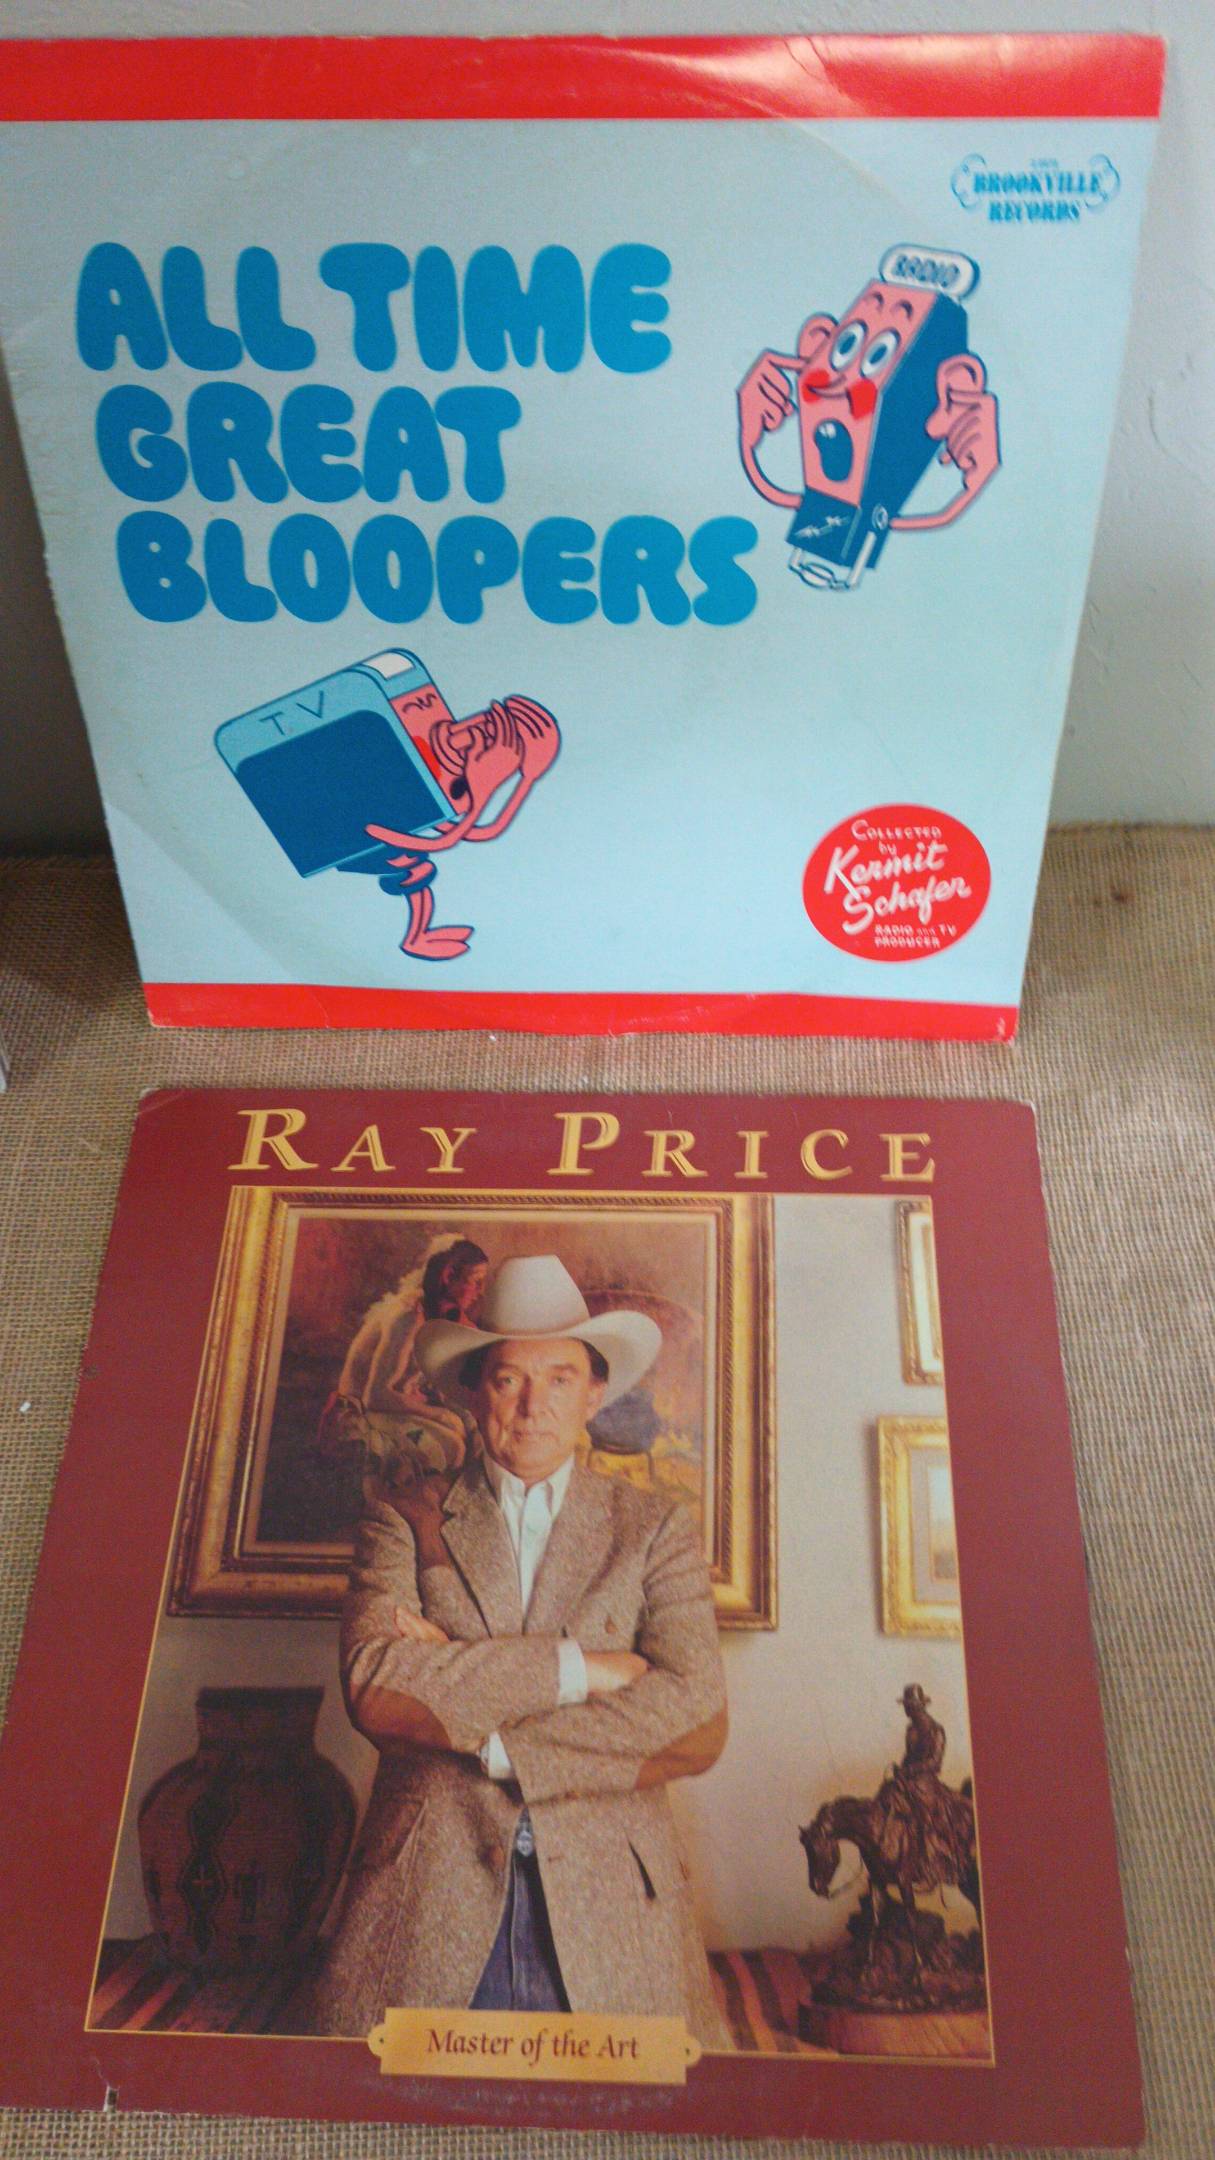 BROOKVILLE
RECORDS
ALL TIME
GREAT
BLOOPERS
RADIO
TV
COLLECTED
by
Kermit
Schafer
RADIO and TV
PRODUCER
RAY PRICE
Master of the Art